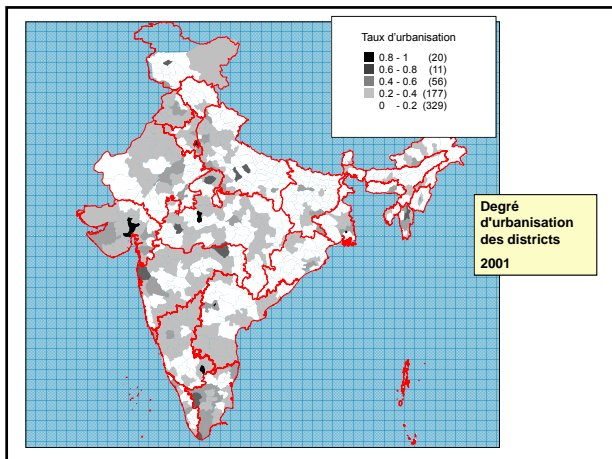 Taux d'urbanisation
0.8 - 1 (20)
0.6 - 0.8 (11)
0.4 - 0.6 (56)
0.2 - 0.4 (177)
0 - 0.2 (329)
Degré
d'urbanisation
des districts
2001